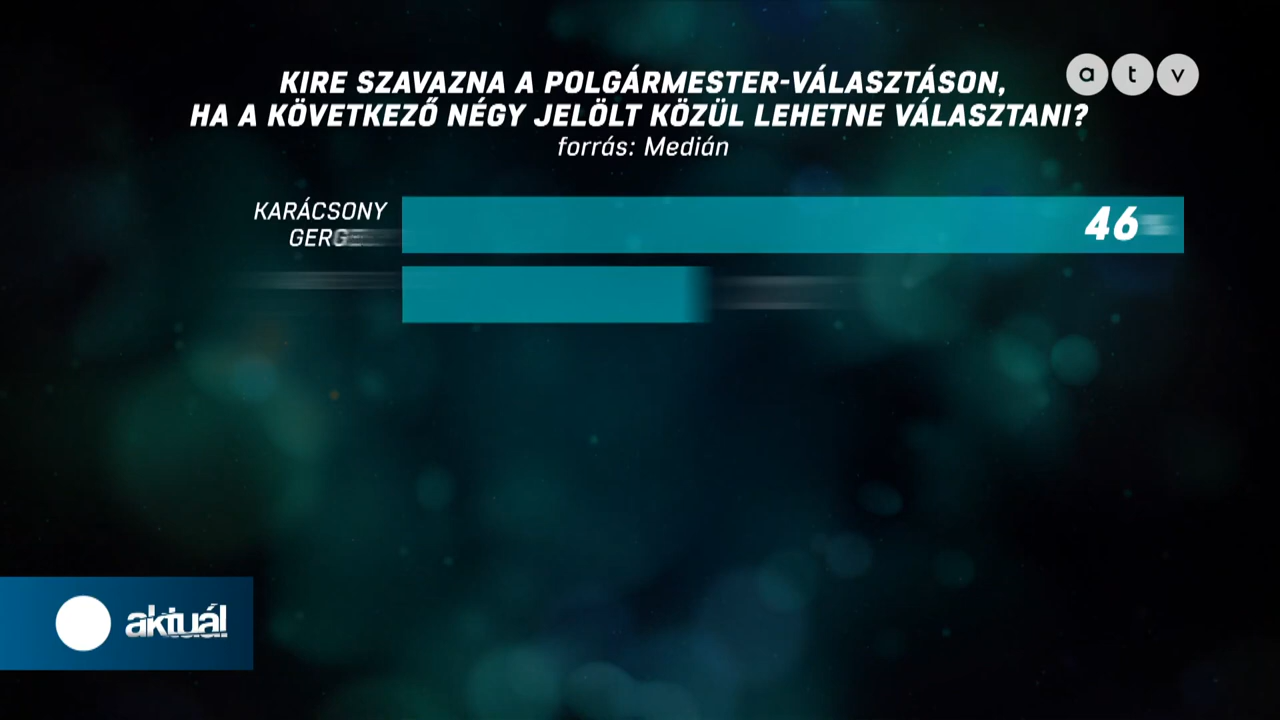 KIRE SZAVAZNA A POLGÁRMESTER-VÁLASZTÁSON,
HA A KÖVETKEZŐ NÉGY JELÖLT KÖZÜL LEHETNE VÁLASZTANI?
forrás: Medián
atv
KARÁCSONY
46
aktuál